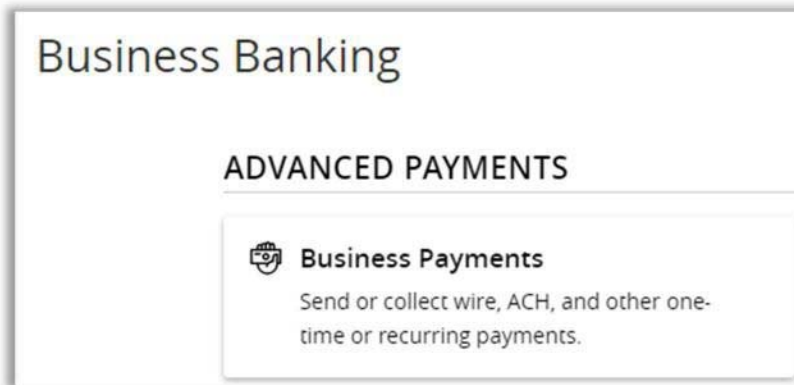 Business Banking
ADVANCED PAYMENTS
Business Payments
Send or collect wire, ACH, and other one-
time or recurring payments.